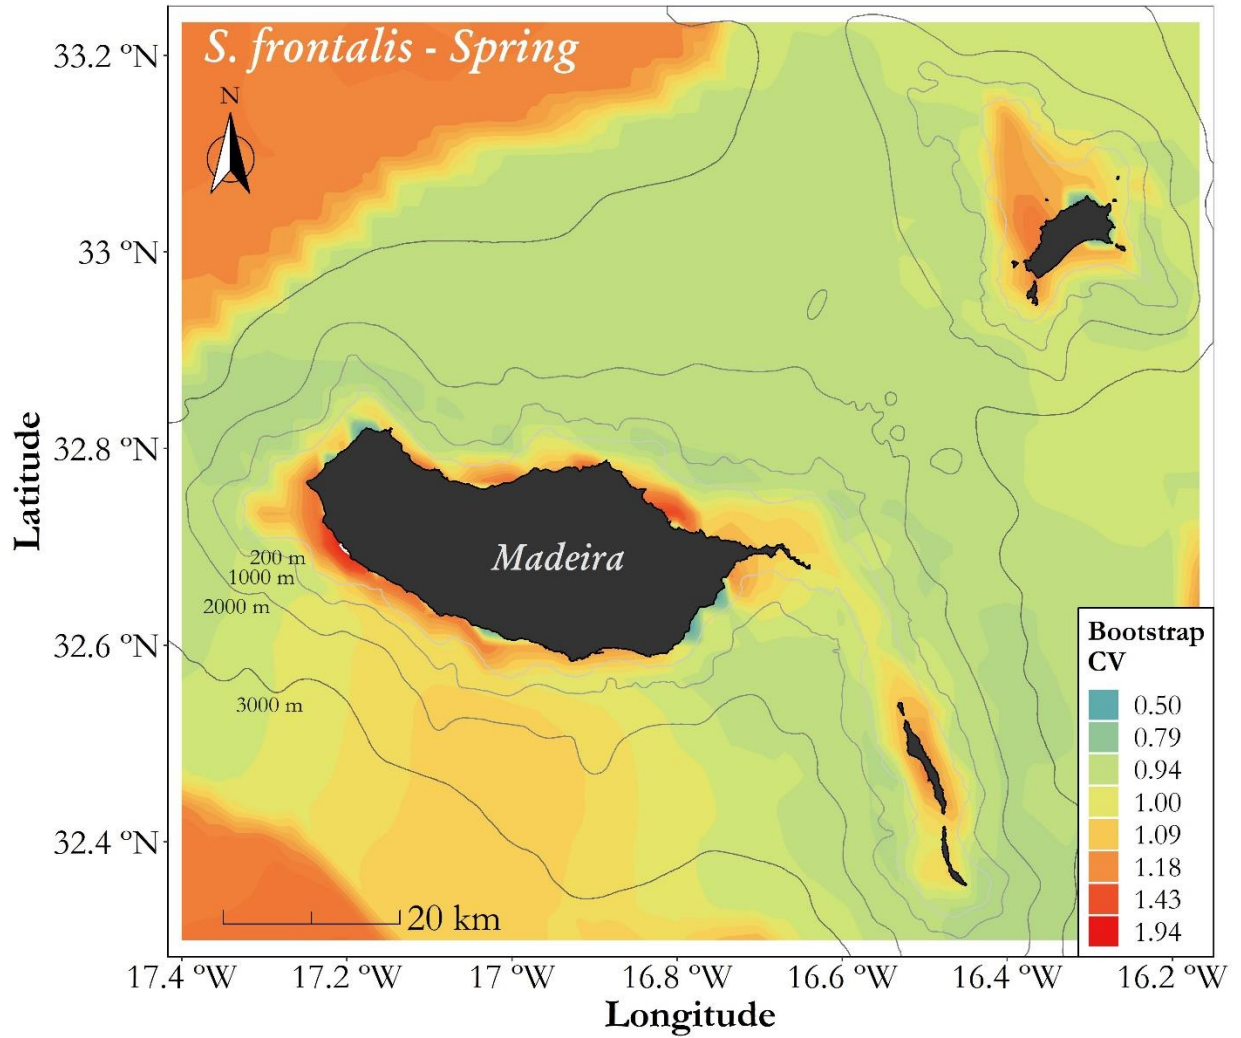 S. frontalis - Spring
N
33.2 ºN
33 ºN
32.8 ºN
32.6 ºN
32.4 ºN
Latitude
Madeira
200 m
1000 m
2000 m
3000 m
20 km
Bootstrap
CV
0.50
0.79
0.94
1.00
1.09
1.18
1.43
1.94
17.4 ºW
17.2 ºW
17 ºW
16.8 ºW
16.6 ºW
16.4 ºW
16.2 ºW
Longitude